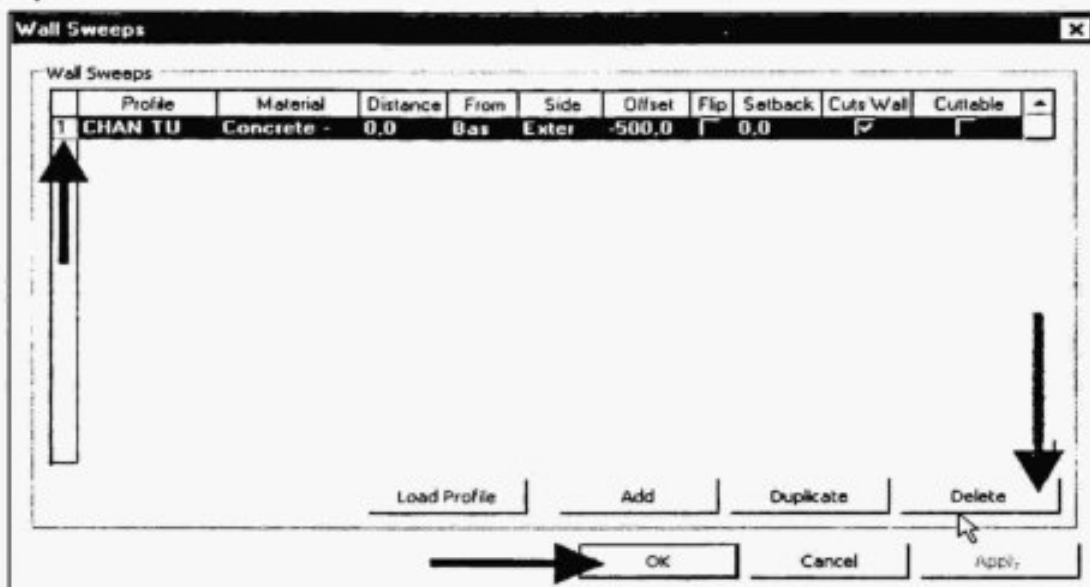 Wall Sweeps
Wall Sweeps
Profile Material Distance From Side Offset Flip Setback Cuts Wall Cuttable
1 CHAN TU Concrete - 0,0 Bas Exter -500,0 0,0
Load Profile Add Duplicate Delete
OK Cancel Apply